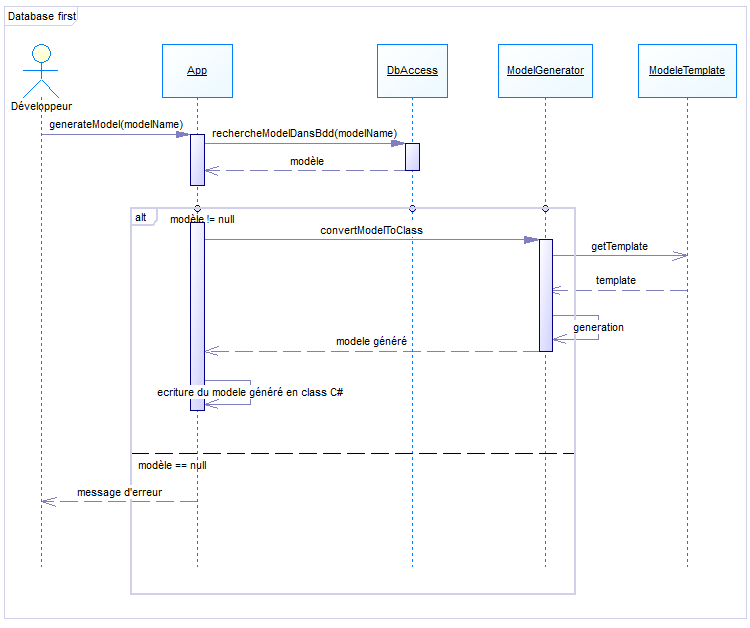 Database first
App
DbAccess
ModelGenerator
ModeleTemplate
Développeur
generateModel(modelName)
rechercheModelDansBdd(modelName)
modèle
alt
modèle != null
convertModelToClass
getTemplate
template
generation
modele généré
ecriture du modele généré en class C#
modèle == null
message d'erreur